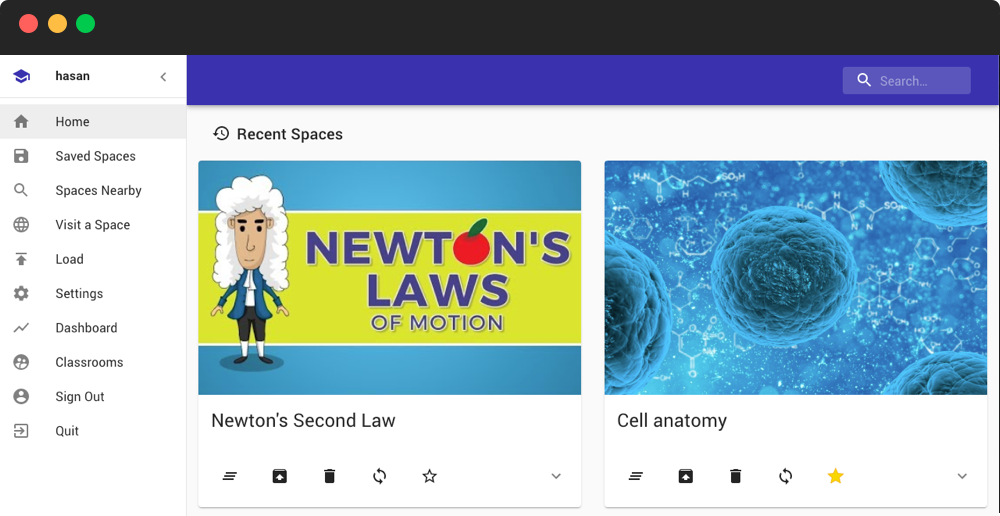 hasan
Search...
Home
Saved Spaces
Spaces Nearby
Visit a Space
Load
Settings
Dashboard
Classrooms
Sign Out
Quit
Recent Spaces
NEWTON'S
LAWS
OF MOTION
Newton's Second Law
Cell anatomy